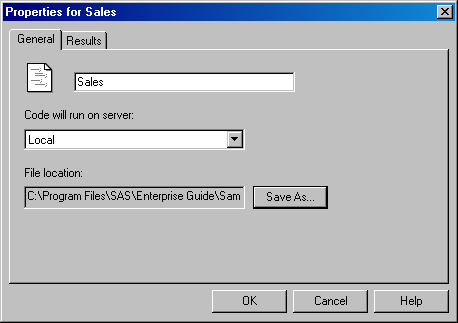 Properties for Sales
General Results
Sales
Code will run on server:
Local
File location:
C:\Program Files\SAS\Enterprise Guide\Sam Save As...
OK Cancel Help